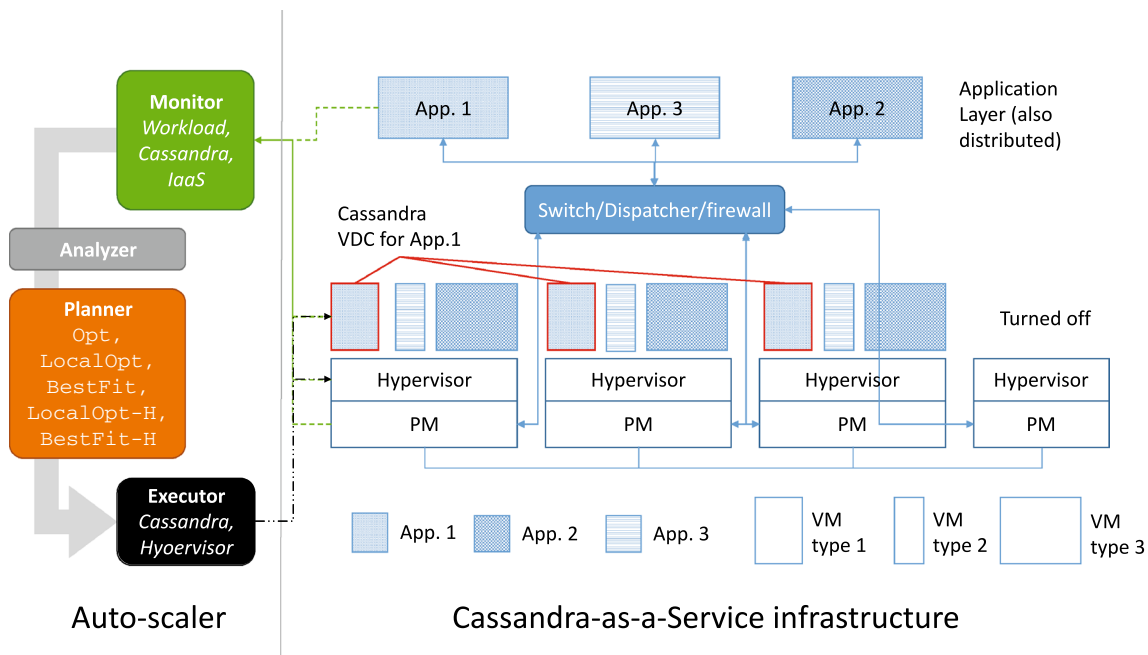 Monitor
Workload,
Cassandra,
IaaS
Analyzer
Planner
Opt,
LocalOpt,
BestFit,
LocalOpt-H,
BestFit-H
Executor
Cassandra,
Hyoervisor
Auto-scaler
App. 1
App. 3
App. 2
Application
Layer (also
distributed)
Switch/Dispatcher/firewall
Cassandra
VDC for App.1
Turned off
Hypervisor
Hypervisor
Hypervisor
Hypervisor
PM
PM
PM
PM
App. 1
App. 2
App. 3
VM
type 1
VM
type 2
VM
type 3
Cassandra-as-a-Service infrastructure